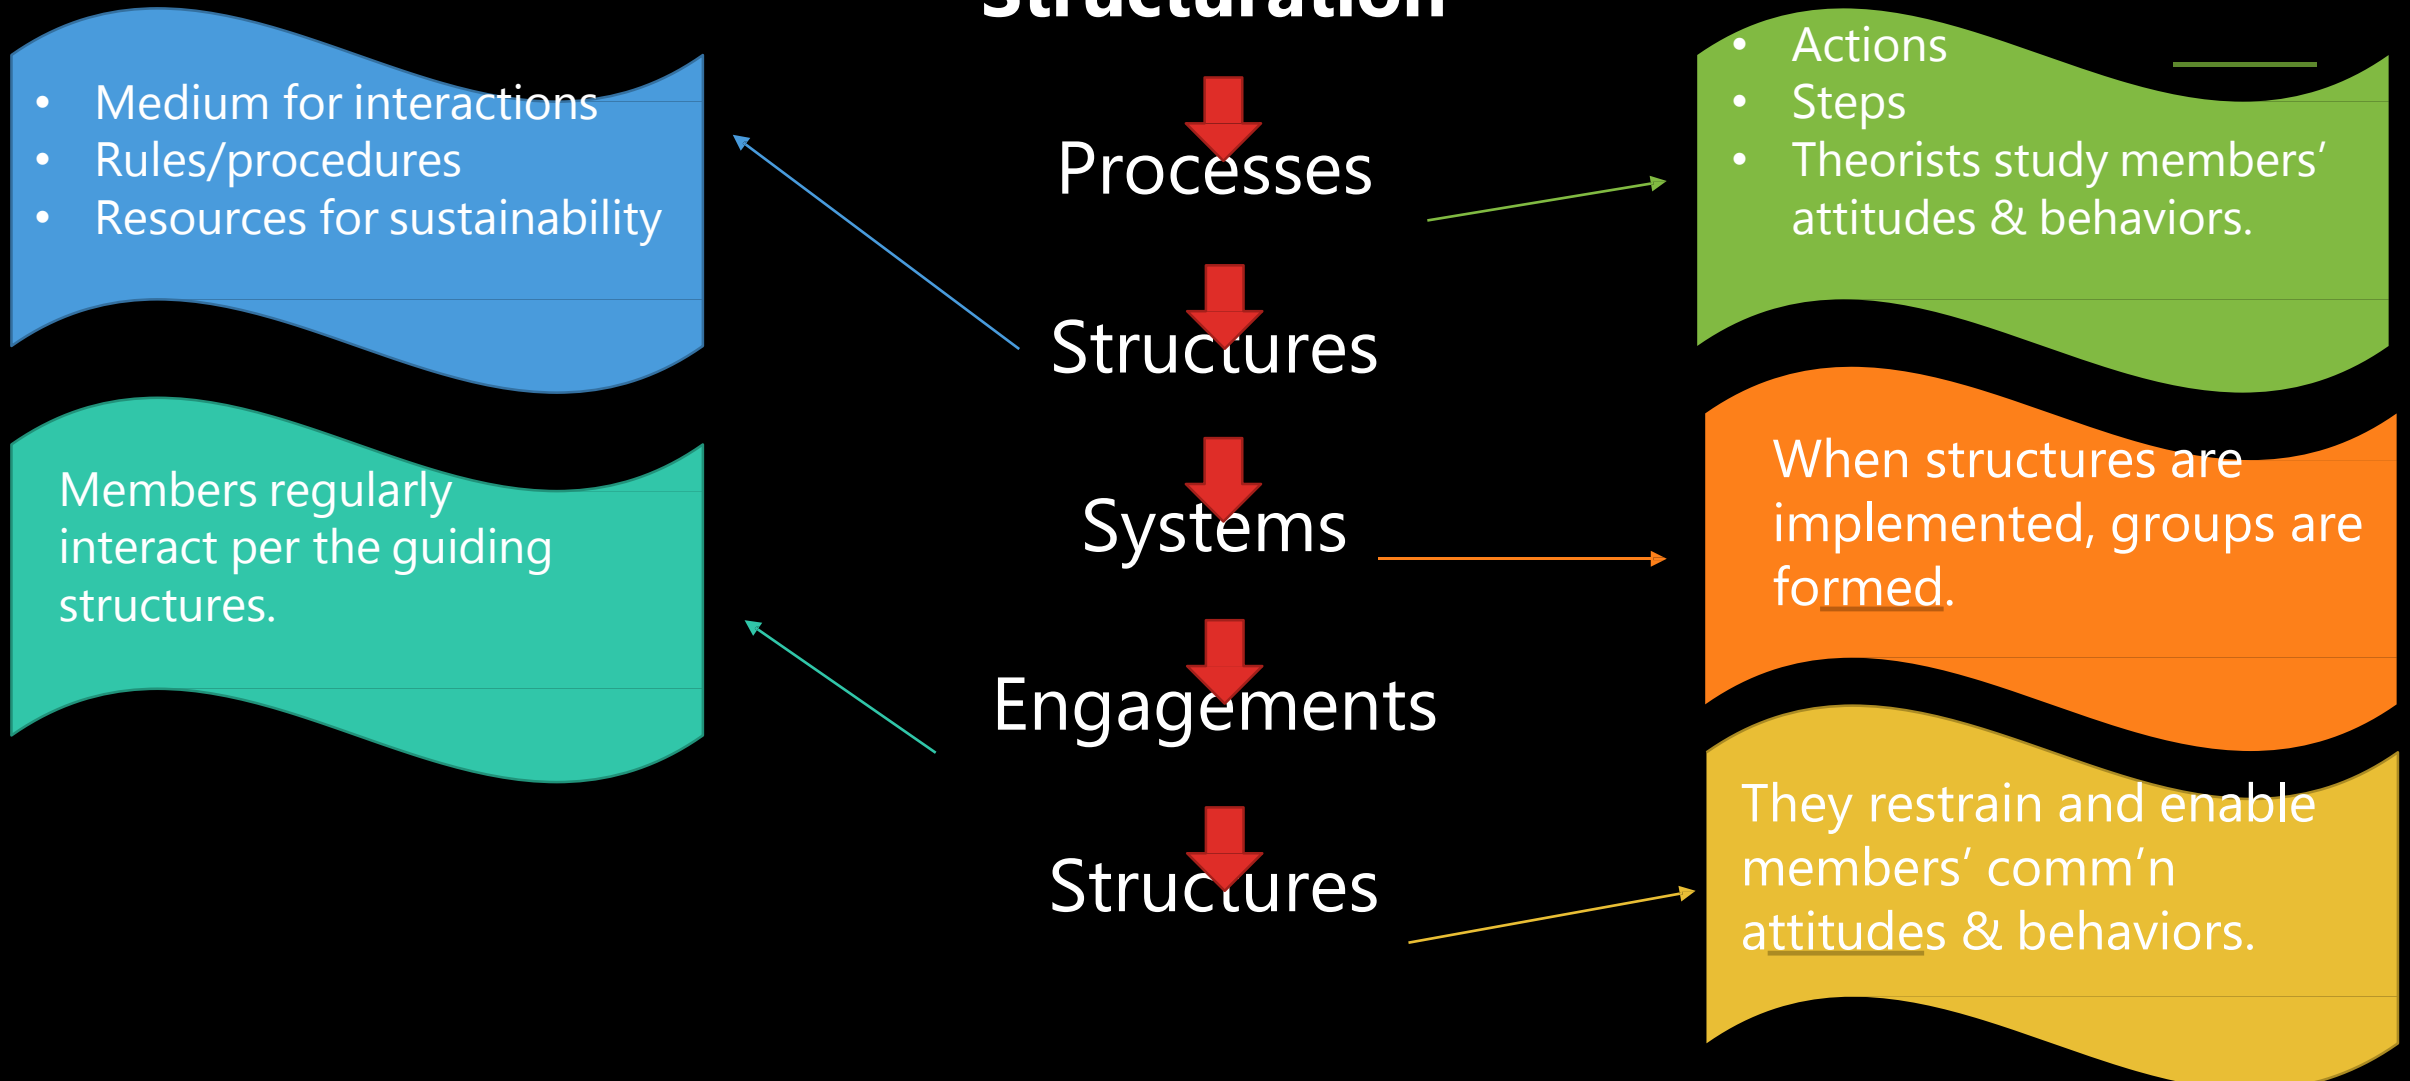 Structuration
• Medium for interactions
• Rules/procedures
• Resources for sustainability
Members regularly
interact per the guiding
structures.
Processes
Structures
Systems
Engagements
Structures
• Actions
• Steps
• Theorists study members’
attitudes & behaviors.
When structures are
implemented, groups are
formed.
They restrain and enable
members’ comm’n
attitudes & behaviors.